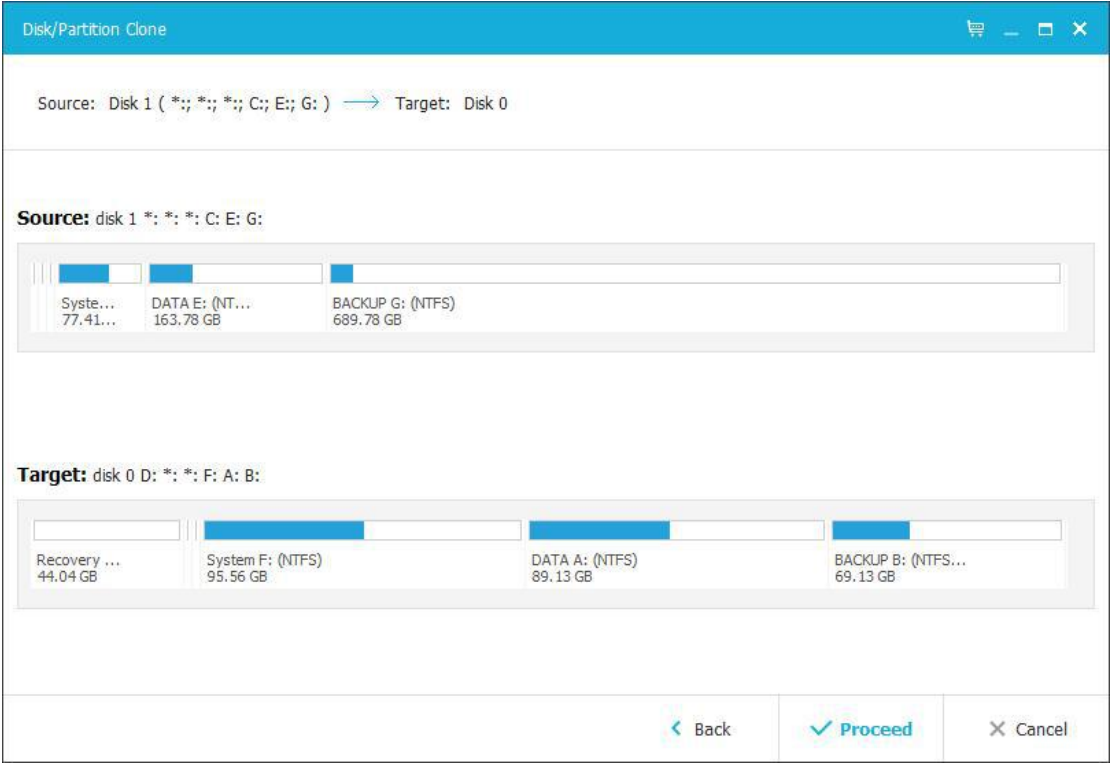 Disk/Partition Clone
Source: Disk 1 ( *:; *:; *:; C:; E:; G: ) → Target: Disk 0
Source: disk 1 *: *: *: C: E: G:
Syste... DATA E: (NT... BACKUP G: (NTFS)
77.41... 163.78 GB 689.78 GB
Target: disk 0 D: *: *: F: A: B:
Recovery ... System F: (NTFS) DATA A: (NTFS) BACKUP B: (NTFS...
44.04 GB 95.56 GB 89.13 GB 69.13 GB
Back Proceed Cancel